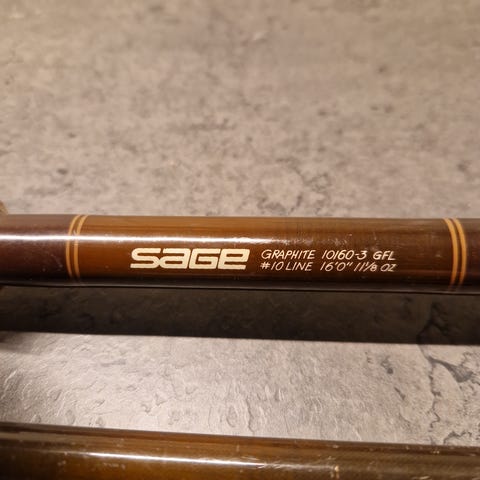 SAGE
GRAPHITE 10160-3 GFL
#10 LINE 16'0" 11⅛ OZ